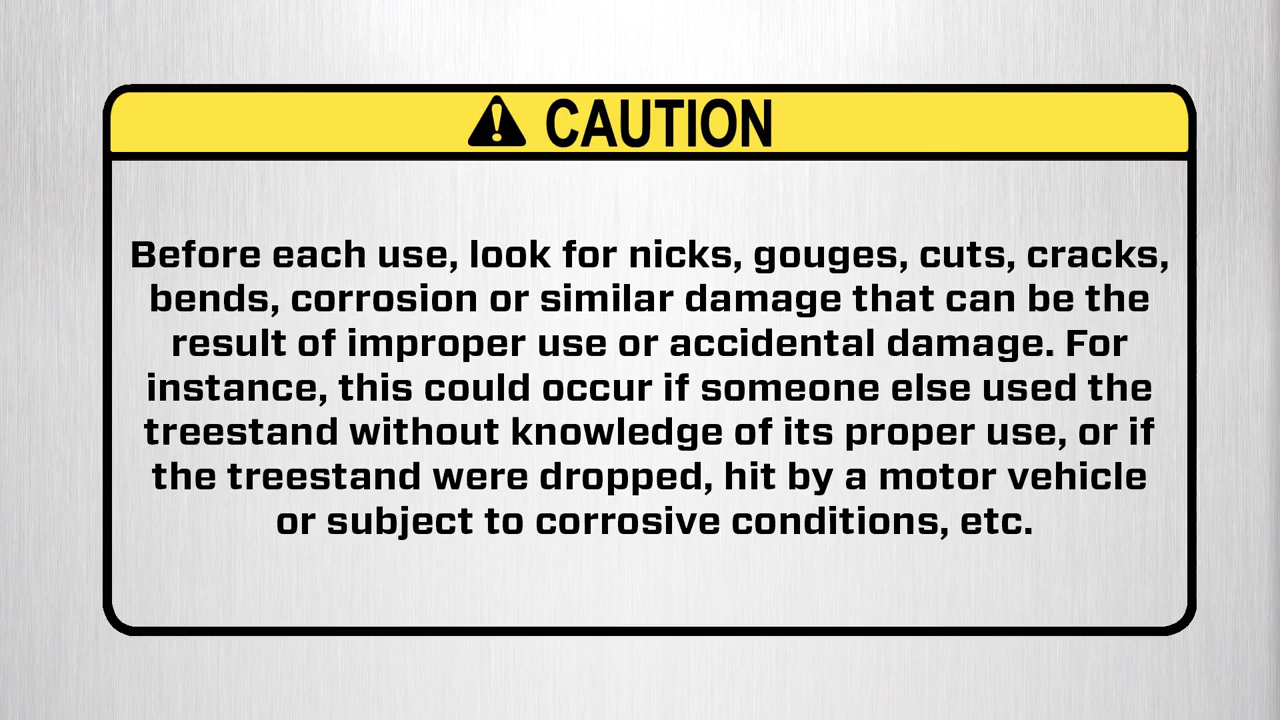 CAUTION
Before each use, look for nicks, gouges, cuts, cracks,
bends, corrosion or similar damage that can be the
result of improper use or accidental damage. For
instance, this could occur if someone else used the
treestand without knowledge of its proper use, or if
the treestand were dropped, hit by a motor vehicle
or subject to corrosive conditions, etc.